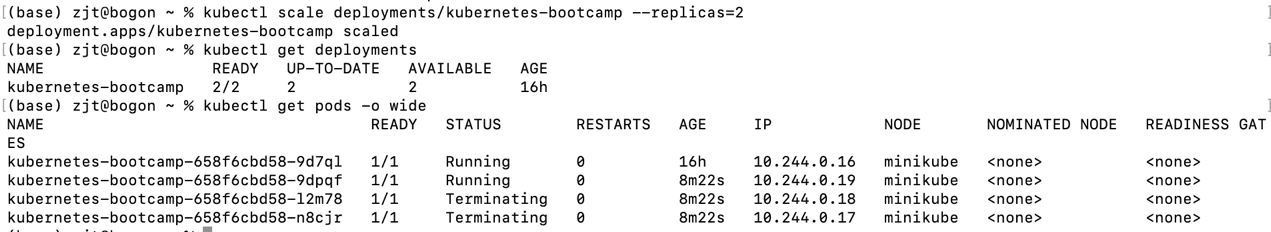 [(base) zjt@bogon ~ % kubectl scale deployments/kubernetes-bootcamp --replicas=2 ]
deployment.apps/kubernetes-bootcamp scaled
[(base) zjt@bogon ~ % kubectl get deployments ]
NAME READY UP-TO-DATE AVAILABLE AGE
kubernetes-bootcamp 2/2 2 2 16h
[(base) zjt@bogon ~ % kubectl get pods -o wide ]
NAME READY STATUS RESTARTS AGE IP NODE NOMINATED NODE READINESS GAT
ES
kubernetes-bootcamp-658f6cbd58-9d7ql 1/1 Running 0 16h 10.244.0.16 minikube <none> <none>
kubernetes-bootcamp-658f6cbd58-9dpqf 1/1 Running 0 8m22s 10.244.0.19 minikube <none> <none>
kubernetes-bootcamp-658f6cbd58-l2m78 1/1 Terminating 0 8m22s 10.244.0.18 minikube <none> <none>
kubernetes-bootcamp-658f6cbd58-n8cjr 1/1 Terminating 0 8m22s 10.244.0.17 minikube <none> <none>